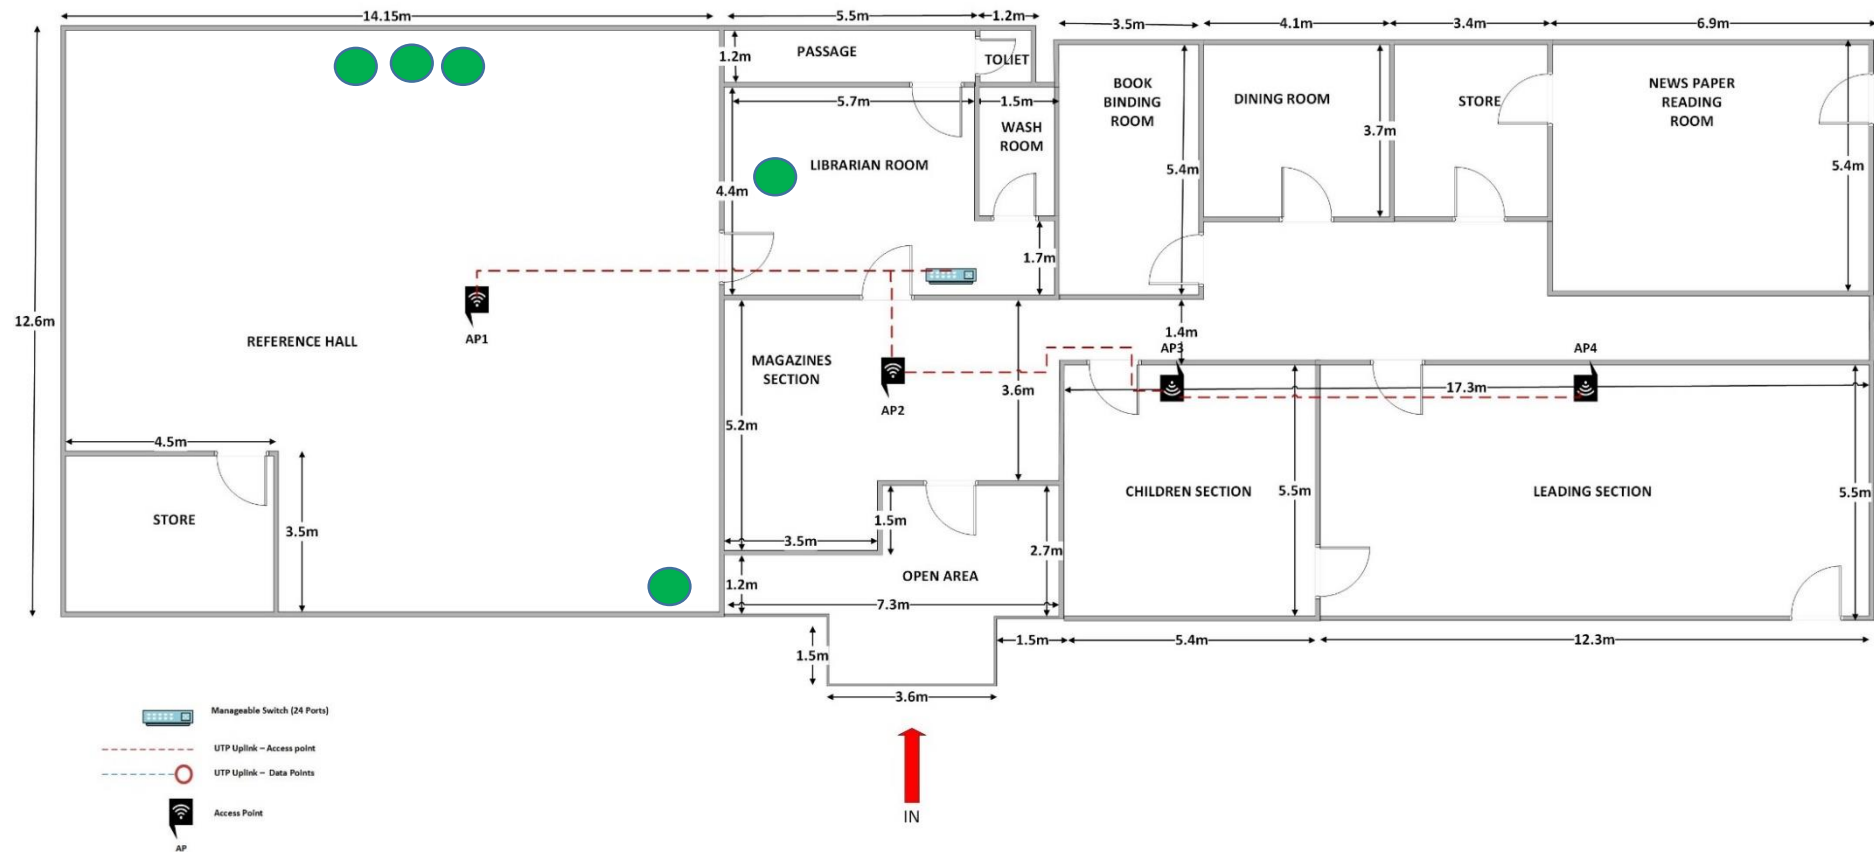 14.15m
5.5m
1.2m
3.5m
4.1m
3.4m
6.9m
1.2m
PASSAGE
TOLIET
5.7m
1.5m
WASH
ROOM
LIBRARIAN ROOM
4.4m
1.7m
BOOK
BINDING
ROOM
5.4m
DINING ROOM
3.7m
STORE
NEWS PAPER
READING
ROOM
5.4m
12.6m
REFERENCE HALL
AP1
MAGAZINES
SECTION
AP2
3.6m
5.2m
1.4m
AP3
AP4
17.3m
4.5m
STORE
3.5m
3.5m
1.5m
1.2m
OPEN AREA
2.7m
7.3m
CHILDREN SECTION
5.5m
LEADING SECTION
5.5m
1.5m
1.5m
5.4m
12.3m
3.6m
IN
Manageable Switch (24 Ports)
UTP Uplink – Access point
UTP Uplink – Data Points
Access Point
AP